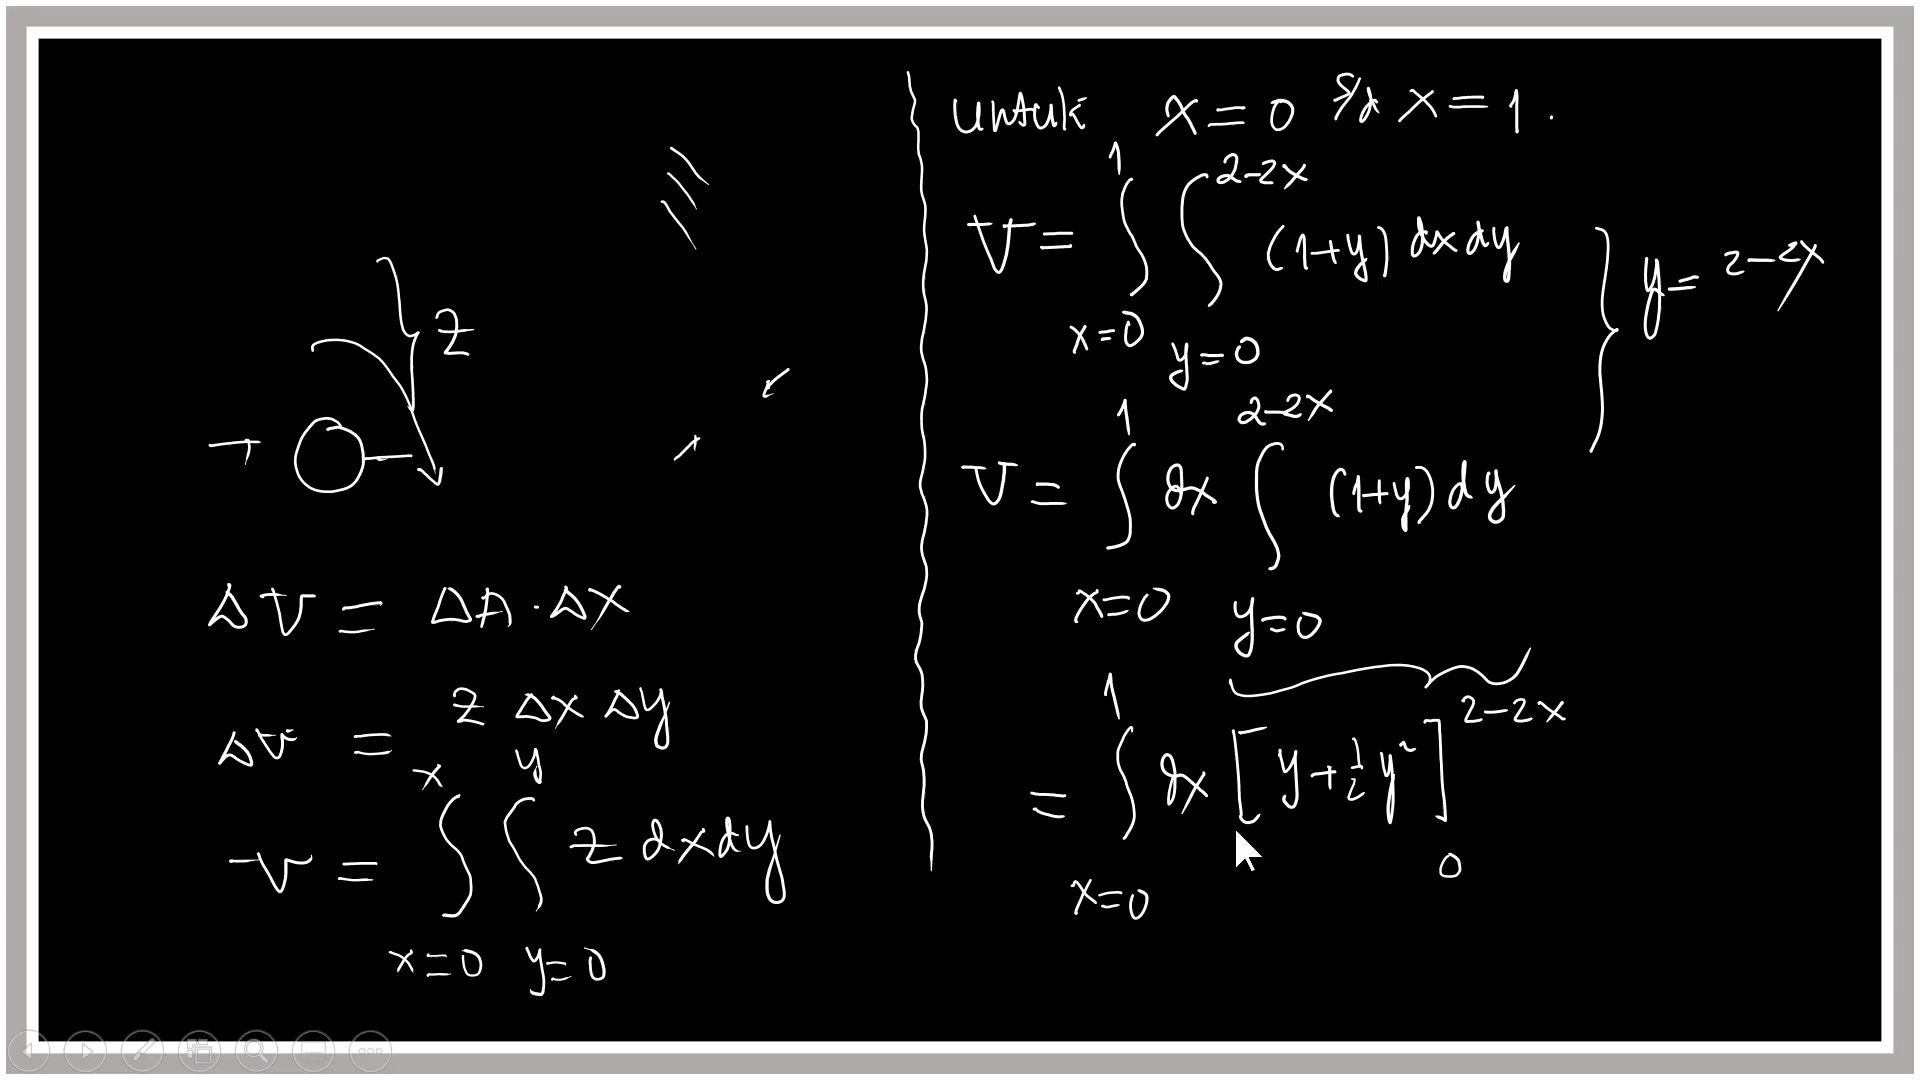 Z
ΔV = ΔA · ΔX
ΔV = Z Δx Δy
x y
V = ∫ ∫ Z dxdy
x=0 y=0
untuk x = 0 s/d x = 1 .
1 2-2x
V = ∫ ∫ (1+y) dx dy
x=0 y=0
y = 2-2x
1 2-2x
V = ∫ dx ∫ (1+y) dy
x=0 y=0
1 2-2x
= ∫ dx [y + 1/2 y²]
x=0 0